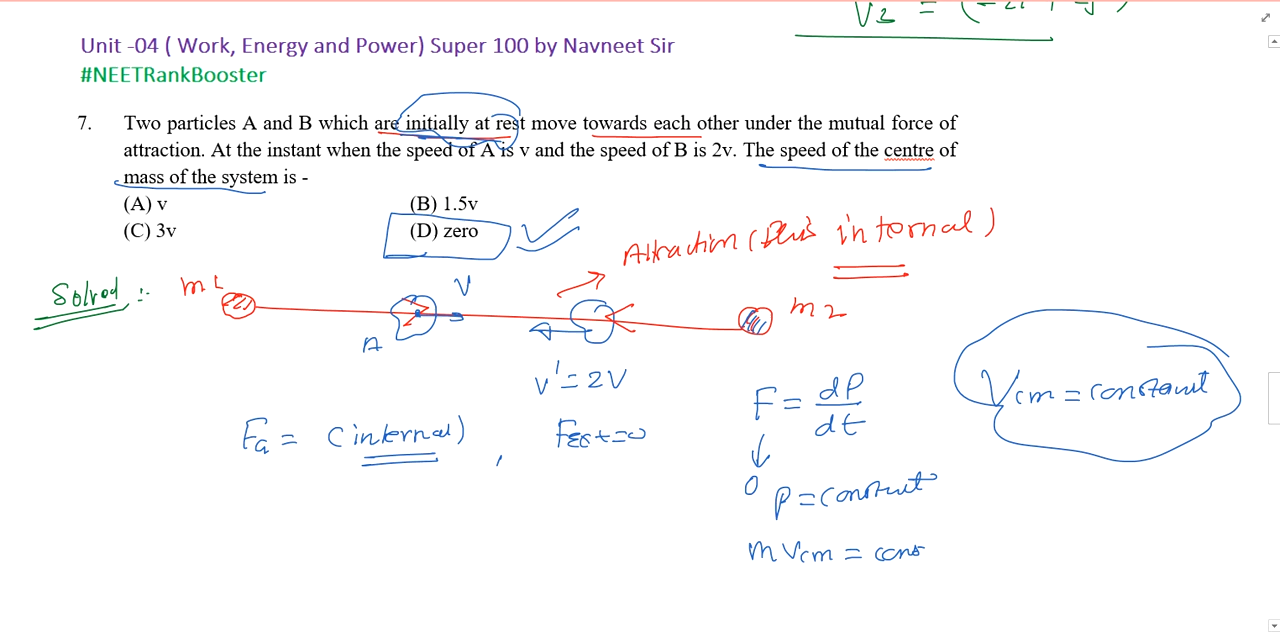 Unit -04 ( Work, Energy and Power) Super 100 by Navneet Sir
#NEETRankBooster
7. Two particles A and B which are initially at rest move towards each other under the mutual force of
attraction. At the instant when the speed of A is v and the speed of B is 2v. The speed of the centre of
mass of the system is -
(A) v (B) 1.5v
(C) 3v (D) zero
Attraction ( internal )
Solved :-
m1
V
m2
A
V' = 2V
F = dP/dt
Vcm = constant
Fa = (internal) , Fext = 0
0
P = constant
m Vcm = cons